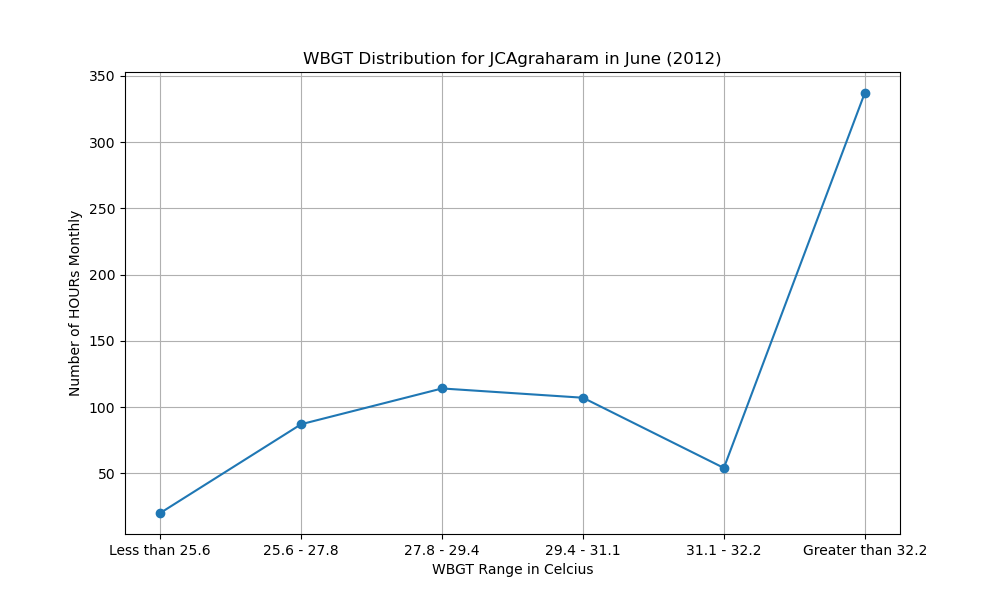 WBGT Distribution for JCAgraharam in June (2012)
Number of HOURs Monthly
350
300
250
200
150
100
50
Less than 25.6
25.6 - 27.8
27.8 - 29.4
29.4 - 31.1
31.1 - 32.2
Greater than 32.2
WBGT Range in Celcius